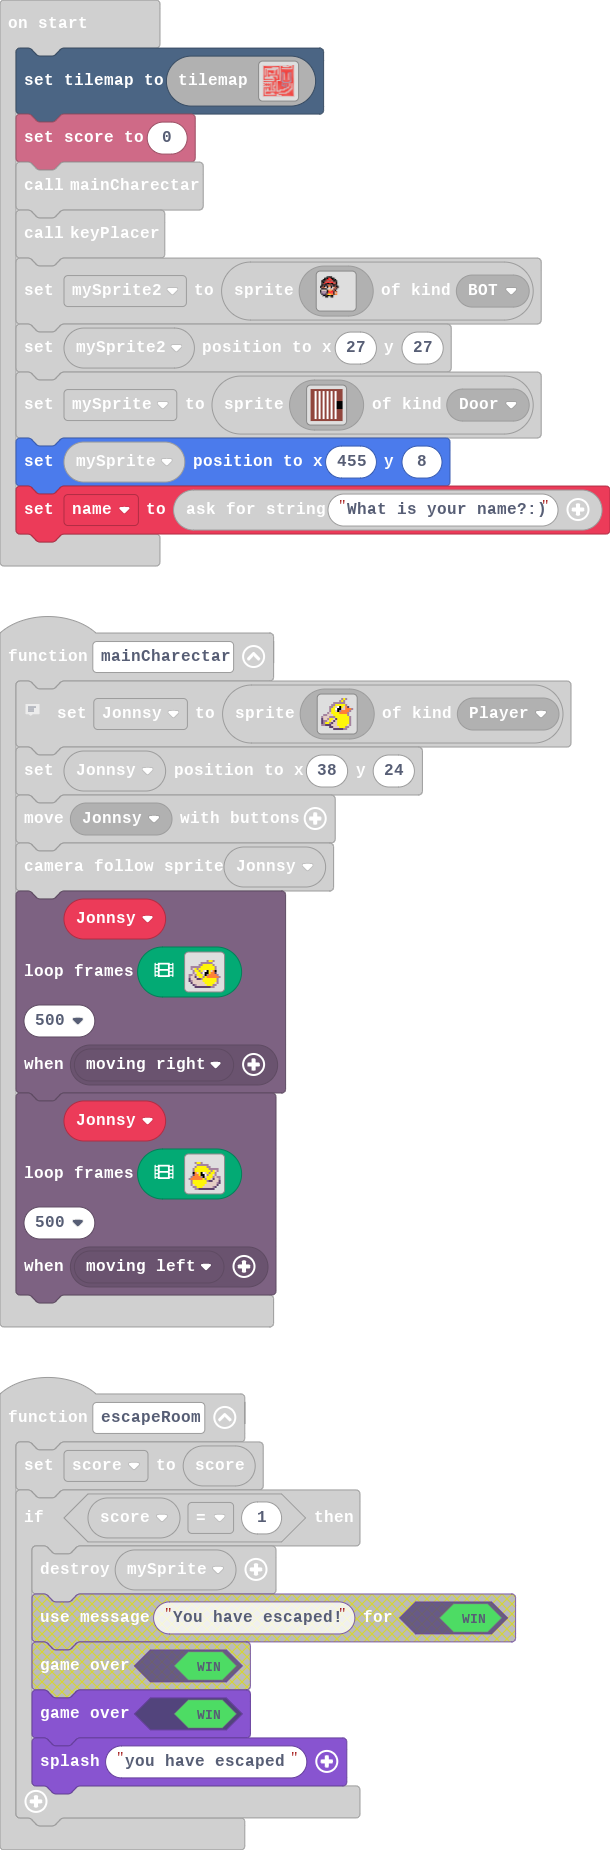 on start
set tilemap to tilemap
set score to 0
call mainCharectar
call keyPlacer
set mySprite2 to sprite of kind BOT
set mySprite2 position to x 27 y 27
set mySprite to sprite of kind Door
set mySprite position to x 455 y 8
set name to ask for string "What is your name?:)"
function mainCharectar
set Jonnsy to sprite of kind Player
set Jonnsy position to x 38 y 24
move Jonnsy with buttons
camera follow sprite Jonnsy
Jonnsy
loop frames
500
when moving right
Jonnsy
loop frames
500
when moving left
function escapeRoom
set score to score
if score = 1 then
destroy mySprite
use message "You have escaped!" for WIN
game over WIN
game over WIN
splash "you have escaped "